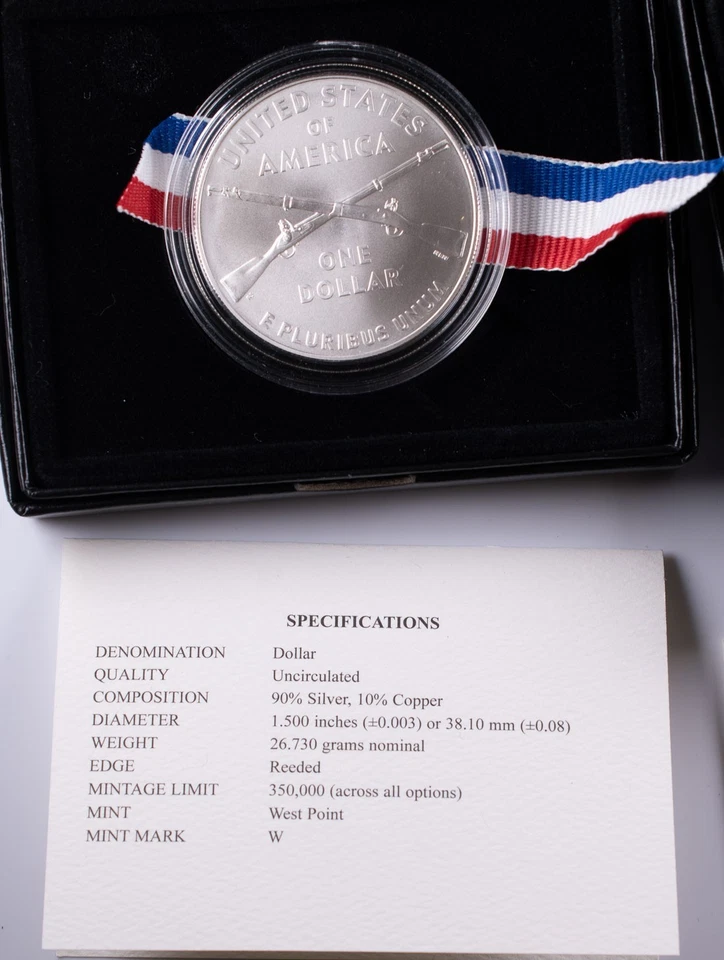 UNITED STATES
OF
AMERICA
ONE
DOLLAR
E PLURIBUS UNUM
SPECIFICATIONS
DENOMINATION Dollar
QUALITY Uncirculated
COMPOSITION 90% Silver, 10% Copper
DIAMETER 1.500 inches (±0.003) or 38.10 mm (±0.08)
WEIGHT 26.730 grams nominal
EDGE Reeded
MINTAGE LIMIT 350,000 (across all options)
MINT West Point
MINT MARK W